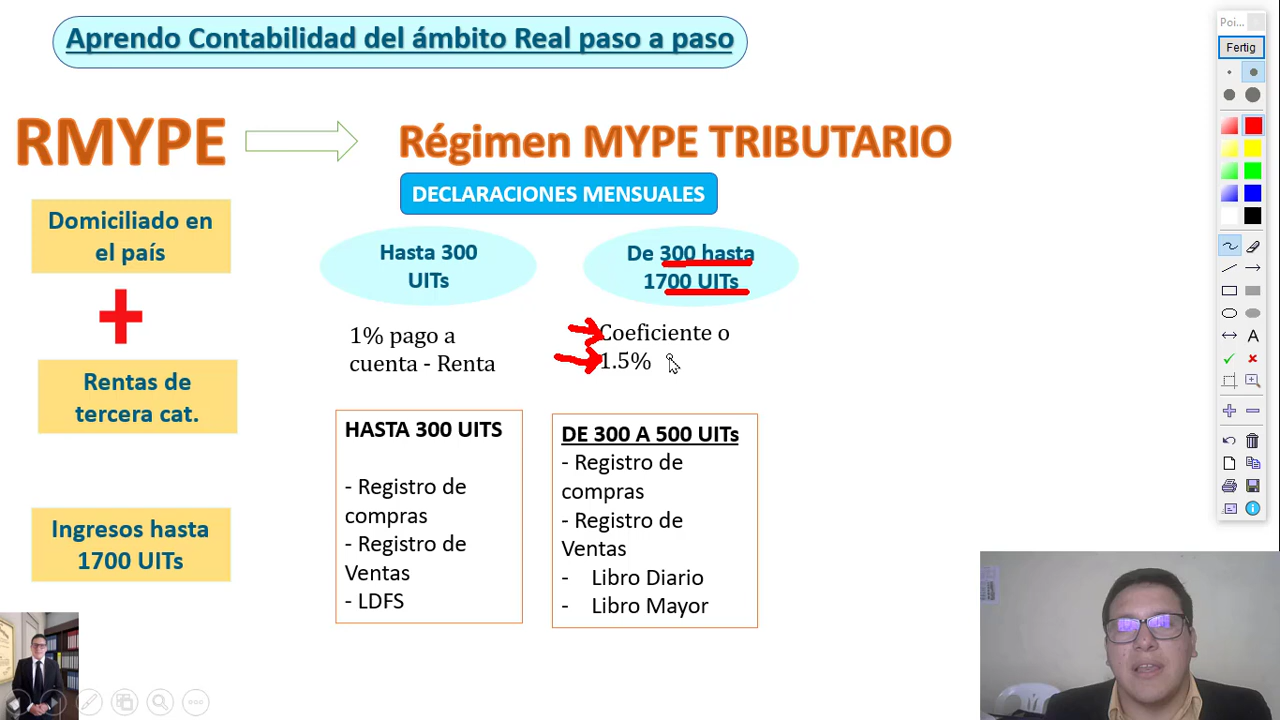 Aprendo Contabilidad del ámbito Real paso a paso
RMYPE
Régimen MYPE TRIBUTARIO
DECLARACIONES MENSUALES
Domiciliado en
el país
Rentas de
tercera cat.
Ingresos hasta
1700 UITs
Hasta 300
UITs
1% pago a
cuenta - Renta
De 300 hasta
1700 UITs
Coeficiente o
1.5%
HASTA 300 UITS
- Registro de
compras
- Registro de
Ventas
- LDFS
DE 300 A 500 UITs
- Registro de
compras
- Registro de
Ventas
- Libro Diario
- Libro Mayor
Poi...
Fertig
A